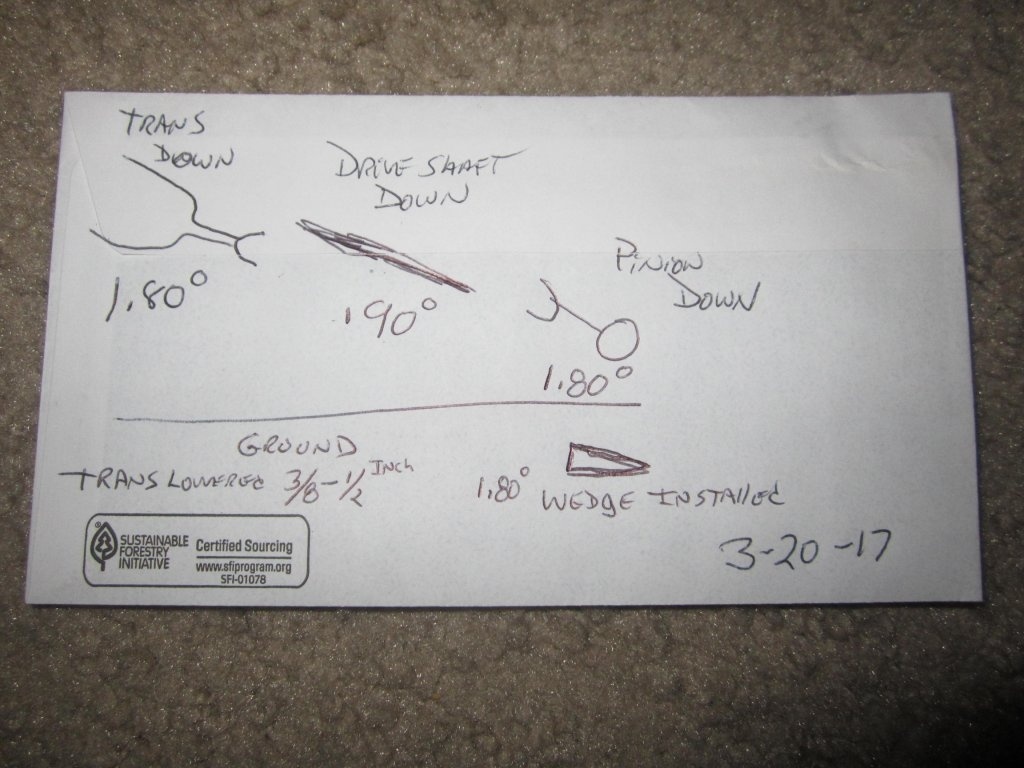 TRANS
DOWN
DRIVE SHAFT
DOWN
PINION
DOWN
1.80°
.90°
1.80°
GROUND
TRANS LOWERED 3/8-1/2 Inch
1.80° WEDGE INSTALLED
3-20-17
SUSTAINABLE
FORESTRY
INITIATIVE
Certified Sourcing
www.sfiprogram.org
SFI-01078